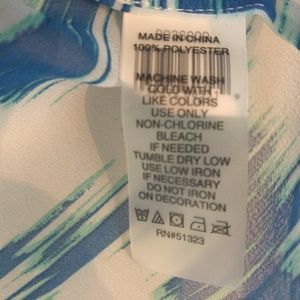 MADE IN CHINA
100% POLYESTER
MACHINE WASH
COLD WITH
LIKE COLORS
USE ONLY
NON-CHLORINE
BLEACH
IF NEEDED
TUMBLE DRY LOW
USE LOW IRON
IF NECESSARY
DO NOT IRON
ON DECORATION
RN#51323